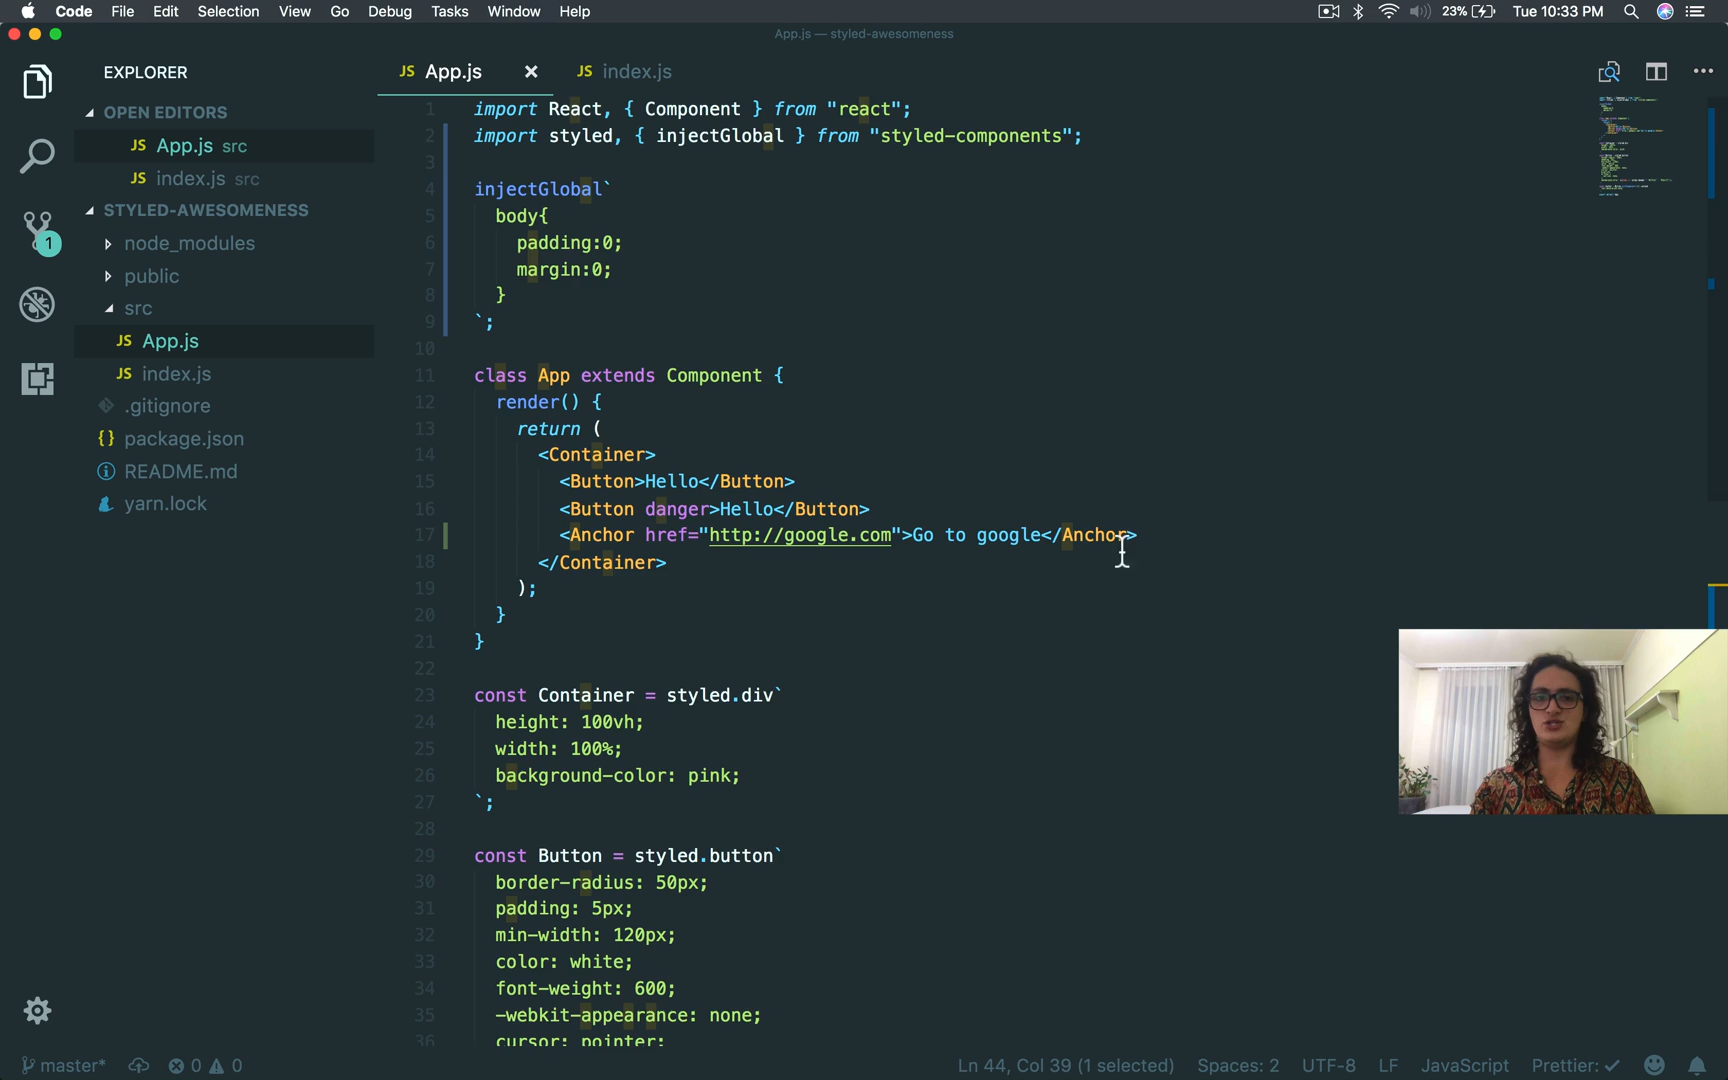 Code File Edit Selection View Go Debug Tasks Window Help 23% Tue 10:33 PM
App.js — styled-awesomeness
EXPLORER
OPEN EDITORS
JS App.js src
JS index.js src
STYLED-AWESOMENESS
node_modules
public
src
JS App.js
JS index.js
.gitignore
{} package.json
README.md
yarn.lock
1
JS App.js
JS index.js
1 import React, { Component } from "react";
2 import styled, { injectGlobal } from "styled-components";
3
4 injectGlobal`
5 body{
6 padding:0;
7 margin:0;
8 }
9 `;
10
11 class App extends Component {
12 render() {
13 return (
14 <Container>
15 <Button>Hello</Button>
16 <Button danger>Hello</Button>
17 <Anchor href="http://google.com">Go to google</Anchor>
18 </Container>
19 );
20 }
21 }
22
23 const Container = styled.div`
24 height: 100vh;
25 width: 100%;
26 background-color: pink;
27 `;
28
29 const Button = styled.button`
30 border-radius: 50px;
31 padding: 5px;
32 min-width: 120px;
33 color: white;
34 font-weight: 600;
35 -webkit-appearance: none;
36 cursor: pointer;
master* 0 0 Ln 44, Col 39 (1 selected) Spaces: 2 UTF-8 LF JavaScript Prettier: ✓